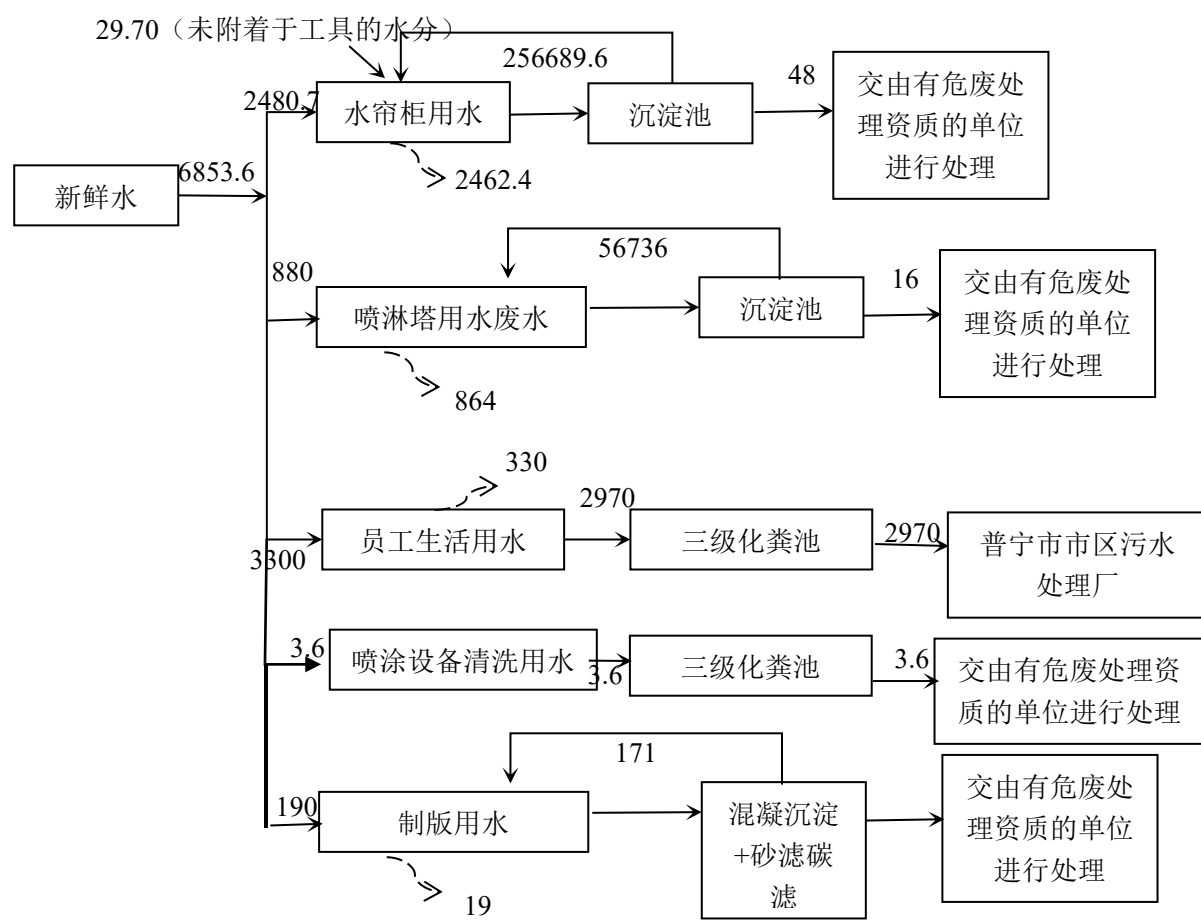 29.70（未附着于工具的水分）
256689.6
48
2480.7
水帘柜用水
沉淀池
交由有危废处
理资质的单位
进行处理
2462.4
新鲜水
6853.6
56736
880
喷淋塔用水废水
沉淀池
16
交由有危废处
理资质的单位
进行处理
864
330
3300
员工生活用水
2970
三级化粪池
2970
普宁市市区污水
处理厂
3.6
喷涂设备清洗用水
3.6
三级化粪池
3.6
交由有危废处理资
质的单位进行处理
171
190
制版用水
混凝沉淀
+砂滤碳
滤
交由有危废处
理资质的单位
进行处理
19